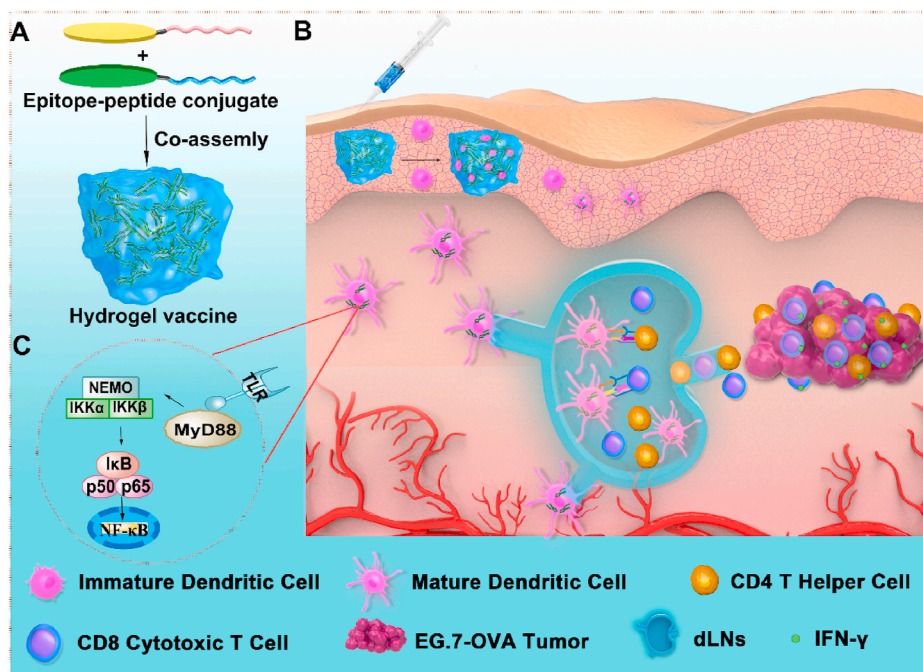 A
+
Epitope-peptide conjugate
Co-assemly
Hydrogel vaccine
B
C
NEMO
IKKα IKKβ
TLR
MyD88
IκB
p50 p65
NF-κB
Immature Dendritic Cell
Mature Dendritic Cell
CD4 T Helper Cell
CD8 Cytotoxic T Cell
EG.7-OVA Tumor
dLNs
IFN-γ